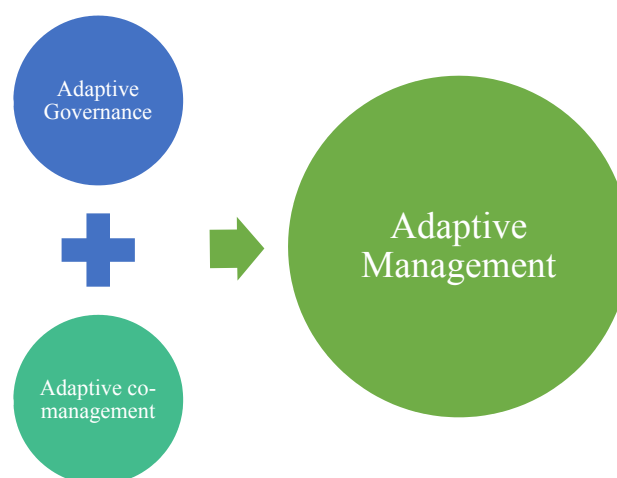 Adaptive
Governance
Adaptive co-
management
Adaptive
Management